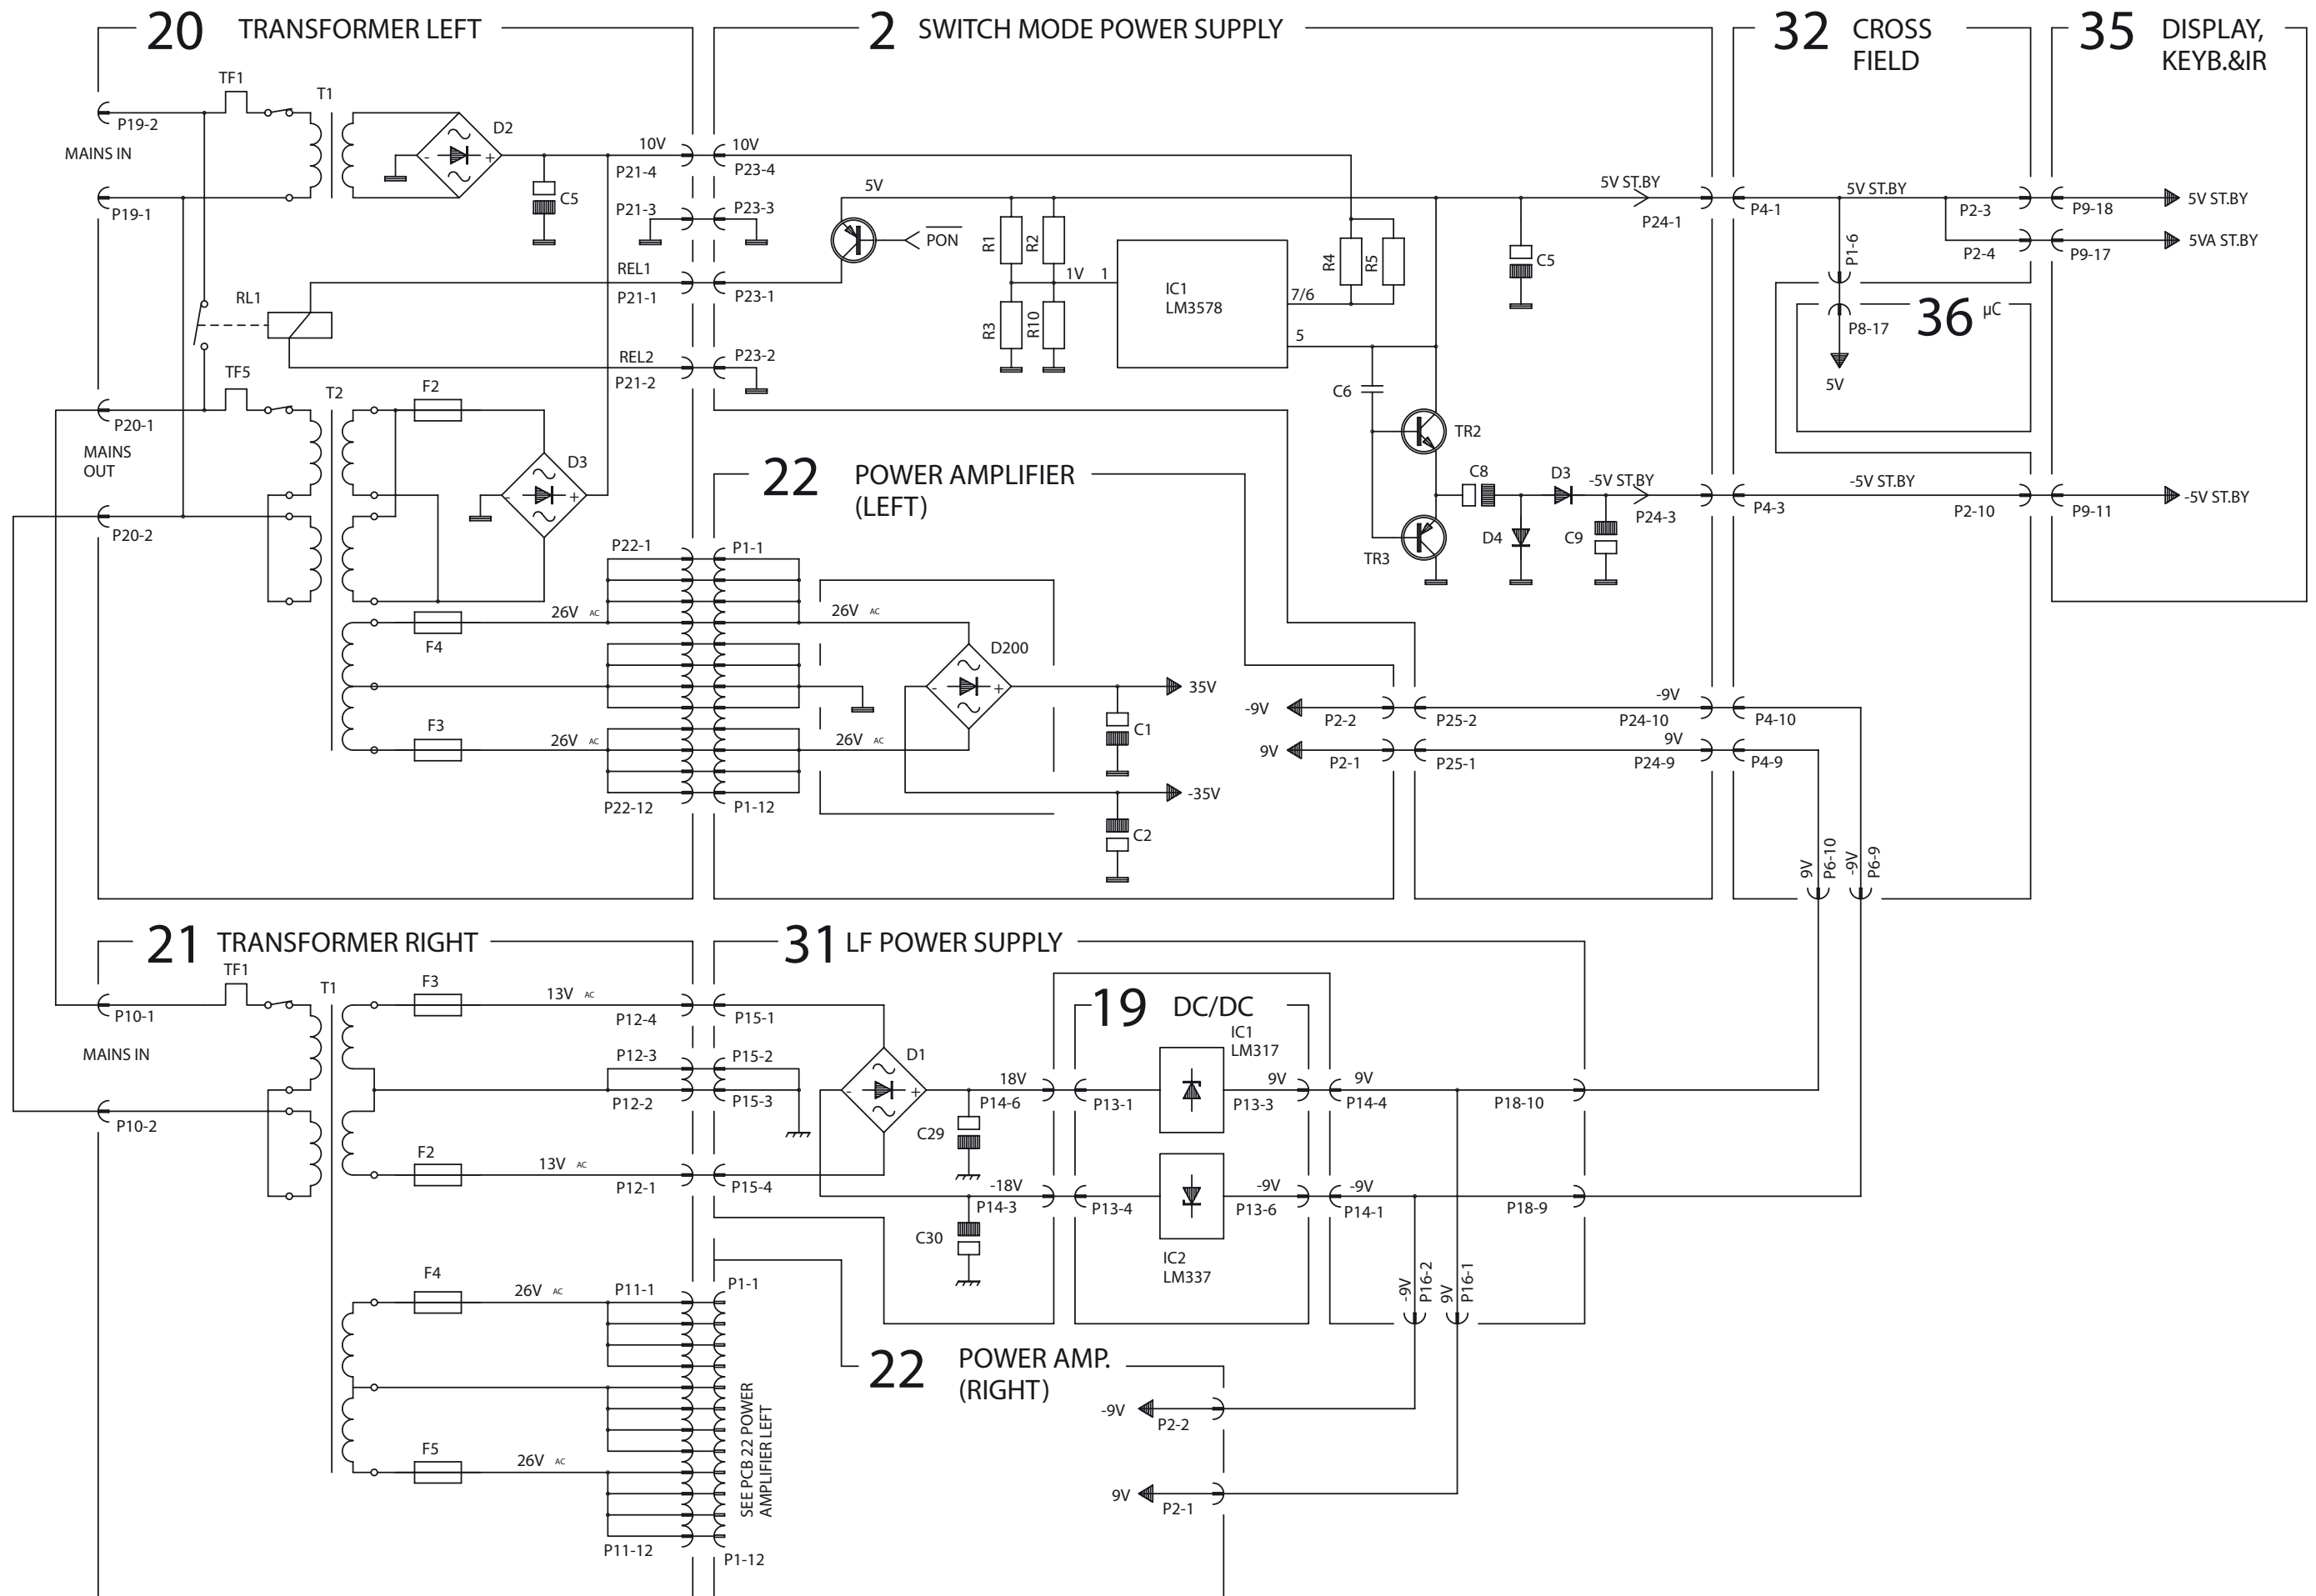 20 TRANSFORMER LEFT
TF1
T1
P19-2
MAINS IN
P19-1
D2
-
+
C5
10V
P21-4
P21-3
REL1
P21-1
RL1
REL2
P21-2
TF5
T2
F2
P20-1
MAINS
OUT
P20-2
D3
-
+
P22-1
26V AC
F4
F3
26V AC
P22-12
2 SWITCH MODE POWER SUPPLY
10V
P23-4
5V
P23-3
PON
P23-1
P23-2
R1
R2
R3
R10
1V
1
IC1
LM3578
7/6
5
R4
R5
C5
5V ST.BY
P24-1
C6
TR2
TR3
C8
D3
D4
C9
-5V ST.BY
P24-3
P25-2
-9V
P24-10
P25-1
9V
P24-9
32 CROSS
FIELD
P4-1
5V ST.BY
P2-3
P2-4
P1-6
P4-3
-5V ST.BY
P2-10
P4-10
P4-9
9V
P6-10
-9V
P6-9
36 µC
P8-17
5V
35 DISPLAY,
KEYB.&IR
P9-18
5V ST.BY
P9-17
5VA ST.BY
P9-11
-5V ST.BY
22 POWER AMPLIFIER
(LEFT)
P1-1
26V AC
D200
-
+
35V
C1
26V AC
-35V
C2
P1-12
-9V
P2-2
9V
P2-1
21 TRANSFORMER RIGHT
TF1
T1
P10-1
MAINS IN
P10-2
F3
13V AC
P12-4
P12-3
P12-2
F2
13V AC
P12-1
F4
26V AC
P11-1
F5
26V AC
P11-12
31 LF POWER SUPPLY
P15-1
P15-2
P15-3
P15-4
D1
-
+
18V
P14-6
C29
-18V
P14-3
C30
19 DC/DC
IC1
LM317
P13-1
9V
P13-3
P13-4
-9V
P13-6
IC2
LM337
9V
P14-4
P18-10
-9V
P14-1
P18-9
-9V
P16-2
9V
P16-1
22 POWER AMP.
(RIGHT)
P1-1
SEE PCB 22 POWER
AMPLIFIER LEFT
P1-12
-9V
P2-2
9V
P2-1